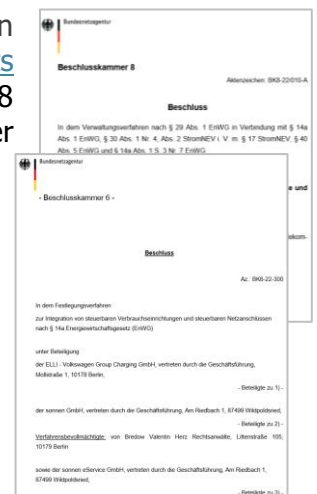 n
rs
8
er
Bundesnetzagentur
Beschlusskammer 8
Aktenzeichen: BK8-22/010-A
Beschluss
In dem Verwaltungsverfahren nach § 29 Abs. 1 EnWG in Verbindung mit § 14a
Abs. 1 EnWG, § 30 Abs. 1 Nr. 4, Abs. 2 StromNEV i. V. m. § 17 StromNEV, § 40
Abs. 5 EnWG und § 14a Abs. 1 S. 3 Nr. 7 EnWG
e und
ekom-
Bundesnetzagentur
- Beschlusskammer 6 -
Beschluss
Az.: BK6-22-300
In dem Festlegungsverfahren
zur Integration von steuerbaren Verbrauchseinrichtungen und steuerbaren Netzanschlüssen
nach § 14a Energiewirtschaftsgesetz (EnWG)
unter Beteiligung
der ELLI - Volkswagen Group Charging GmbH, vertreten durch die Geschäftsführung,
Mollstraße 1, 10178 Berlin,
- Beteiligte zu 1) -
der sonnen GmbH, vertreten durch die Geschäftsführung, Am Riedbach 1, 87499 Wildpoldsried,
- Beteiligte zu 2) -
Verfahrensbevollmächtigte: von Bredow Valentin Herz Rechtsanwälte, Littenstraße 105,
10179 Berlin
sowie der sonnen eService GmbH, vertreten durch die Geschäftsführung, Am Riedbach 1,
87499 Wildpoldsried,
- Beteiligte zu 3) -